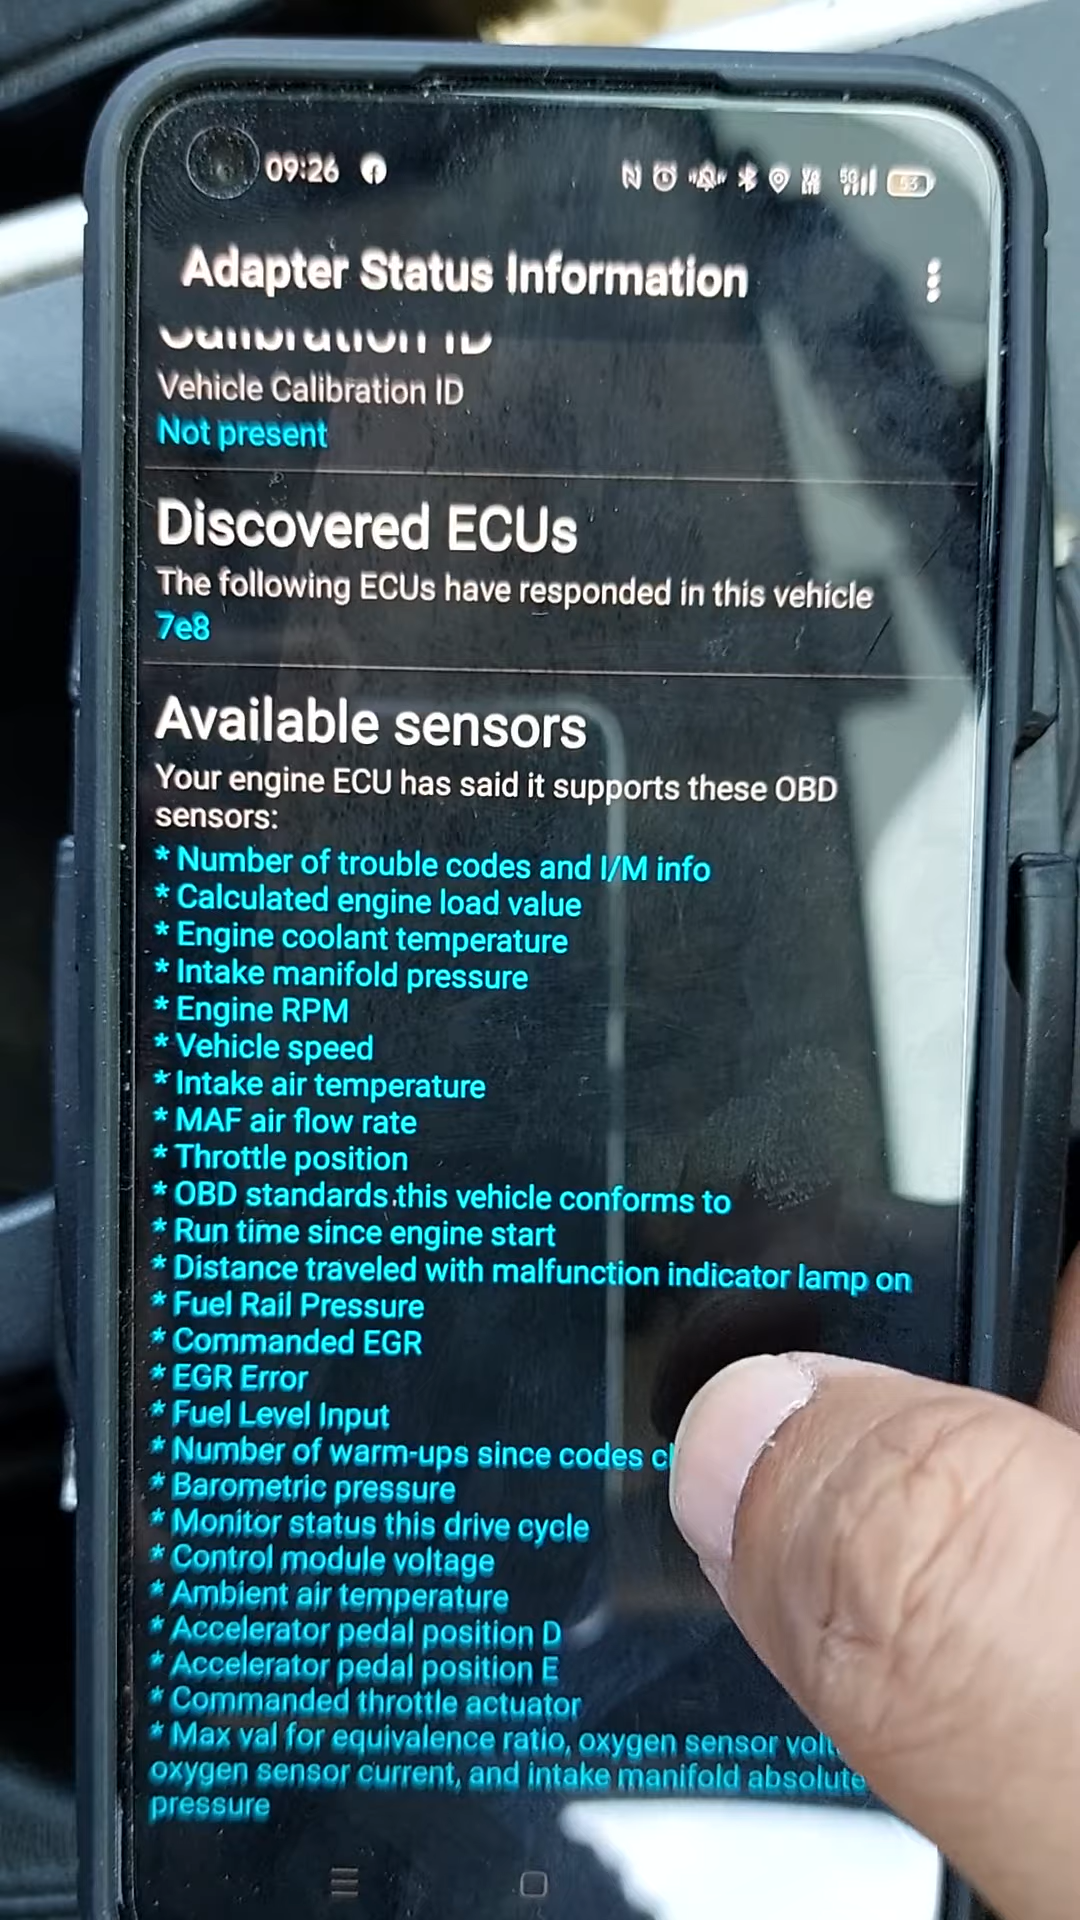 09:26
53
Adapter Status Information
Calibration ID
Vehicle Calibration ID
Not present
Discovered ECUs
The following ECUs have responded in this vehicle
7e8
Available sensors
Your engine ECU has said it supports these OBD
sensors:
* Number of trouble codes and I/M info
* Calculated engine load value
* Engine coolant temperature
* Intake manifold pressure
* Engine RPM
* Vehicle speed
* Intake air temperature
* MAF air flow rate
* Throttle position
* OBD standards this vehicle conforms to
* Run time since engine start
* Distance traveled with malfunction indicator lamp on
* Fuel Rail Pressure
* Commanded EGR
* EGR Error
* Fuel Level Input
* Number of warm-ups since codes
* Barometric pressure
* Monitor status this drive cycle
* Control module voltage
* Ambient air temperature
* Accelerator pedal position D
* Accelerator pedal position E
* Commanded throttle actuator
* Max val for equivalence ratio, oxygen sensor
oxygen sensor current, and intake manifold absolute
pressure